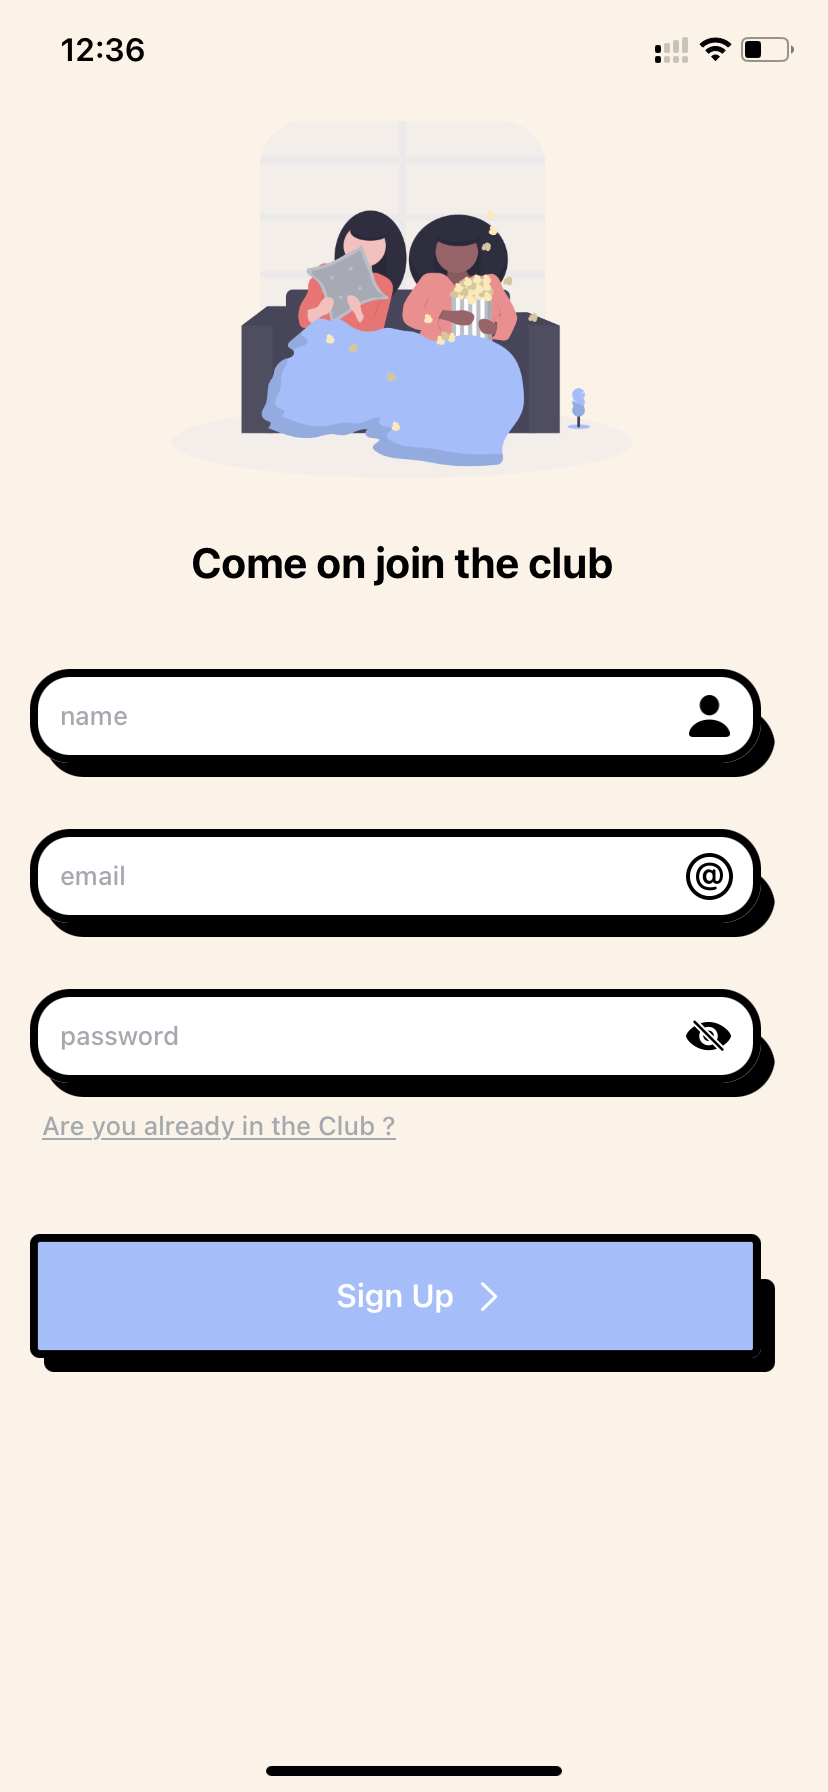 12:36
Come on join the club
name
email
@
password
Are you already in the Club ?
Sign Up